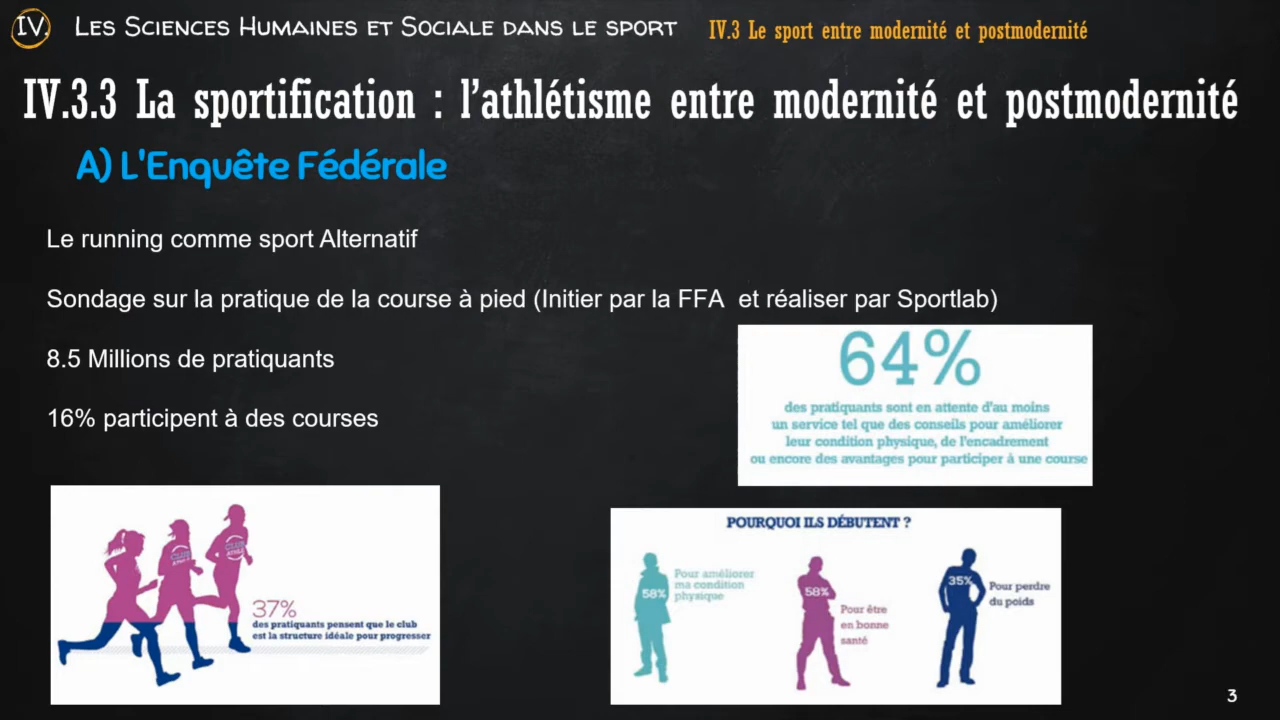 IV.
Les Sciences Humaines et Sociale dans le sport
IV.3 Le sport entre modernité et postmodernité
IV.3.3 La sportification : l'athlétisme entre modernité et postmodernité
A) L'Enquête Fédérale
Le running comme sport Alternatif
Sondage sur la pratique de la course à pied (Initier par la FFA et réaliser par Sportlab)
8.5 Millions de pratiquants
16% participent à des courses
64%
des pratiquants sont en attente d'au moins
un service tel que des conseils pour améliorer
leur condition physique, de l'encadrement
ou encore des avantages pour participer à une course
37%
des pratiquants pensent que le club
est la structure idéale pour progresser
POURQUOI ILS DÉBUTENT ?
58%
Pour améliorer
ma condition
physique
58%
Pour être
en bonne
santé
35%
Pour perdre
du poids
3